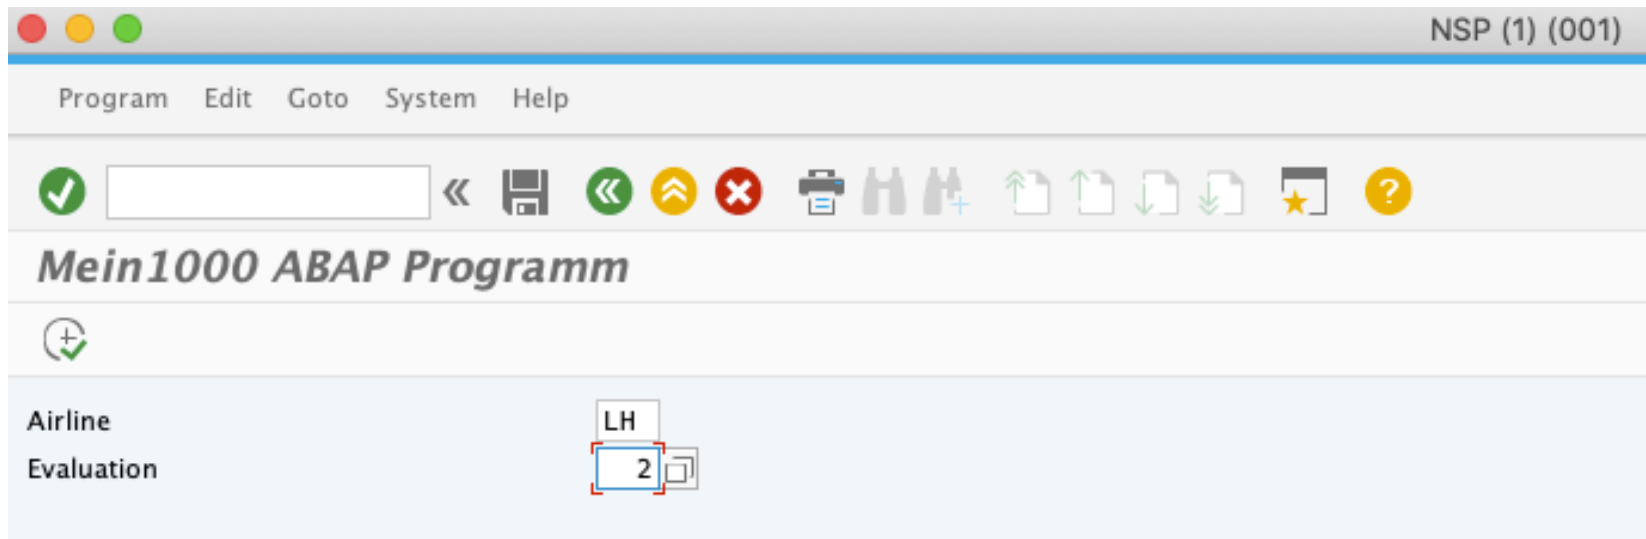 NSP (1) (001)
Program Edit Goto System Help
Mein1000 ABAP Programm
Airline LH
Evaluation 2